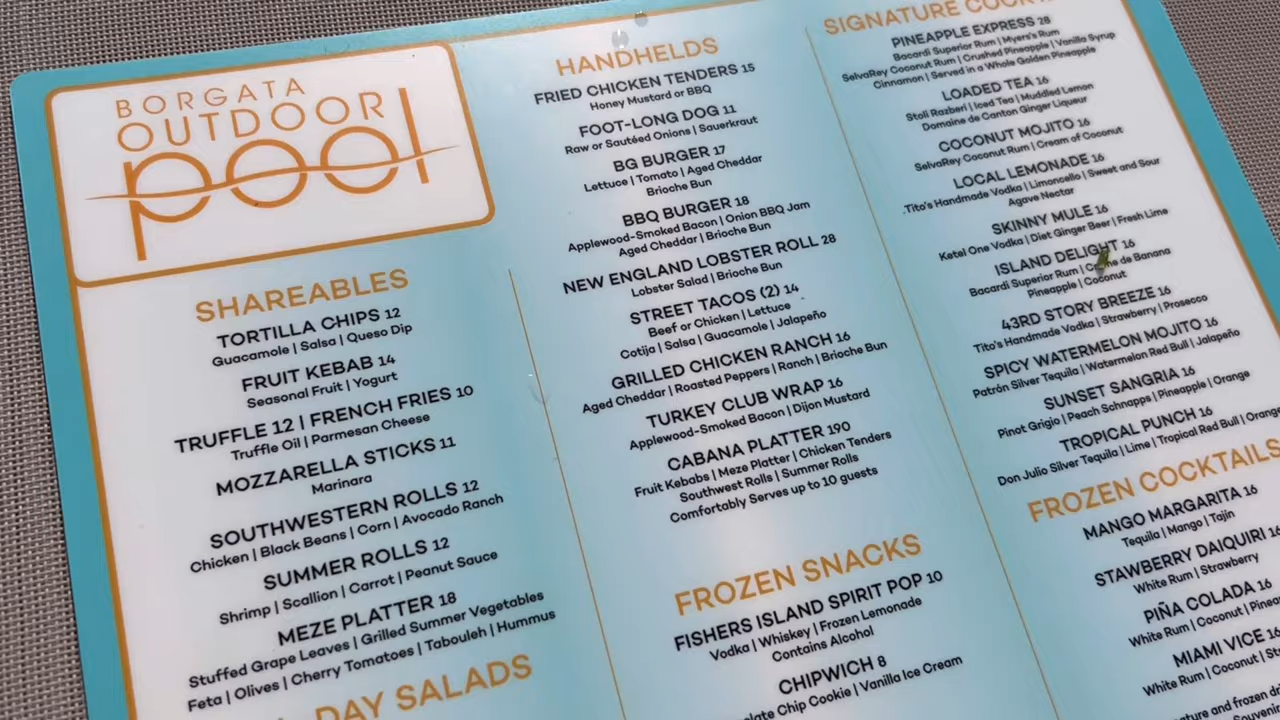 BORGATA
OUTDOOR
pool
SHAREABLES
TORTILLA CHIPS 12
Guacamole | Salsa | Queso Dip
FRUIT KEBAB 14
Seasonal Fruit | Yogurt
TRUFFLE 12 | FRENCH FRIES 10
Truffle Oil | Parmesan Cheese
MOZZARELLA STICKS 11
Marinara
SOUTHWESTERN ROLLS 12
Chicken | Black Beans | Corn | Avocado Ranch
SUMMER ROLLS 12
Shrimp | Scallion | Carrot | Peanut Sauce
MEZE PLATTER 18
Stuffed Grape Leaves | Grilled Summer Vegetables
Feta | Olives | Cherry Tomatoes | Tabouleh | Hummus
DAY SALADS
HANDHELDS
FRIED CHICKEN TENDERS 15
Honey Mustard or BBQ
FOOT-LONG DOG 11
Raw or Sautéed Onions | Sauerkraut
BG BURGER 17
Lettuce | Tomato | Aged Cheddar
Brioche Bun
BBQ BURGER 18
Applewood-Smoked Bacon | Onion BBQ Jam
Aged Cheddar | Brioche Bun
NEW ENGLAND LOBSTER ROLL 28
Lobster Salad | Brioche Bun
STREET TACOS (2) 14
Beef or Chicken | Lettuce
Cotija | Salsa | Guacamole | Jalapeño
GRILLED CHICKEN RANCH 16
Aged Cheddar | Roasted Peppers | Ranch | Brioche Bun
TURKEY CLUB WRAP 16
Applewood-Smoked Bacon | Dijon Mustard
CABANA PLATTER 190
Fruit Kebabs | Meze Platter | Chicken Tenders
Southwest Rolls | Summer Rolls
Comfortably Serves up to 10 guests
FROZEN SNACKS
FISHERS ISLAND SPIRIT POP 10
Vodka | Whiskey | Frozen Lemonade
Contains Alcohol
CHIPWICH 8
Chip Cookie | Vanilla Ice Cream
SIGNATURE
PINEAPPLE EXPRESS 28
Bacardi Superior Rum | Myers's Rum
SelvaRey Coconut Rum | Crushed Pineapple | Vanilla Syrup
Cinnamon | Served in a Whole Golden Pineapple
LOADED TEA 16
Stoli Razberi | Iced Tea | Muddled Lemon
Domaine de Canton Ginger Liqueur
COCONUT MOJITO 16
SelvaRey Coconut Rum | Cream of Coconut
LOCAL LEMONADE 16
Tito's Handmade Vodka | Limoncello | Sweet and Sour
Agave Nectar
SKINNY MULE 16
Ketel One Vodka | Diet Ginger Beer | Fresh Lime
ISLAND DELIGHT 16
Bacardi Superior Rum | de Banana
Pineapple | Coconut
43RD STORY BREEZE 16
Tito's Handmade Vodka | Strawberry | Prosecco
SPICY WATERMELON MOJITO 16
Patrón Silver Tequila | Watermelon Red Bull | Jalapeño
SUNSET SANGRIA 16
Pinot Grigio | Peach Schnapps | Pineapple | Orange
TROPICAL PUNCH 16
Don Julio Silver Tequila | Lime | Tropical Red Bull | Orange
FROZEN COCKTAILS
MANGO MARGARITA 16
Tequila | Mango | Tajin
STAWBERRY DAIQUIRI 16
White Rum | Strawberry
PIÑA COLADA 16
White Rum | Coconut |
MIAMI VICE 16
White Rum | Coconut |
and frozen